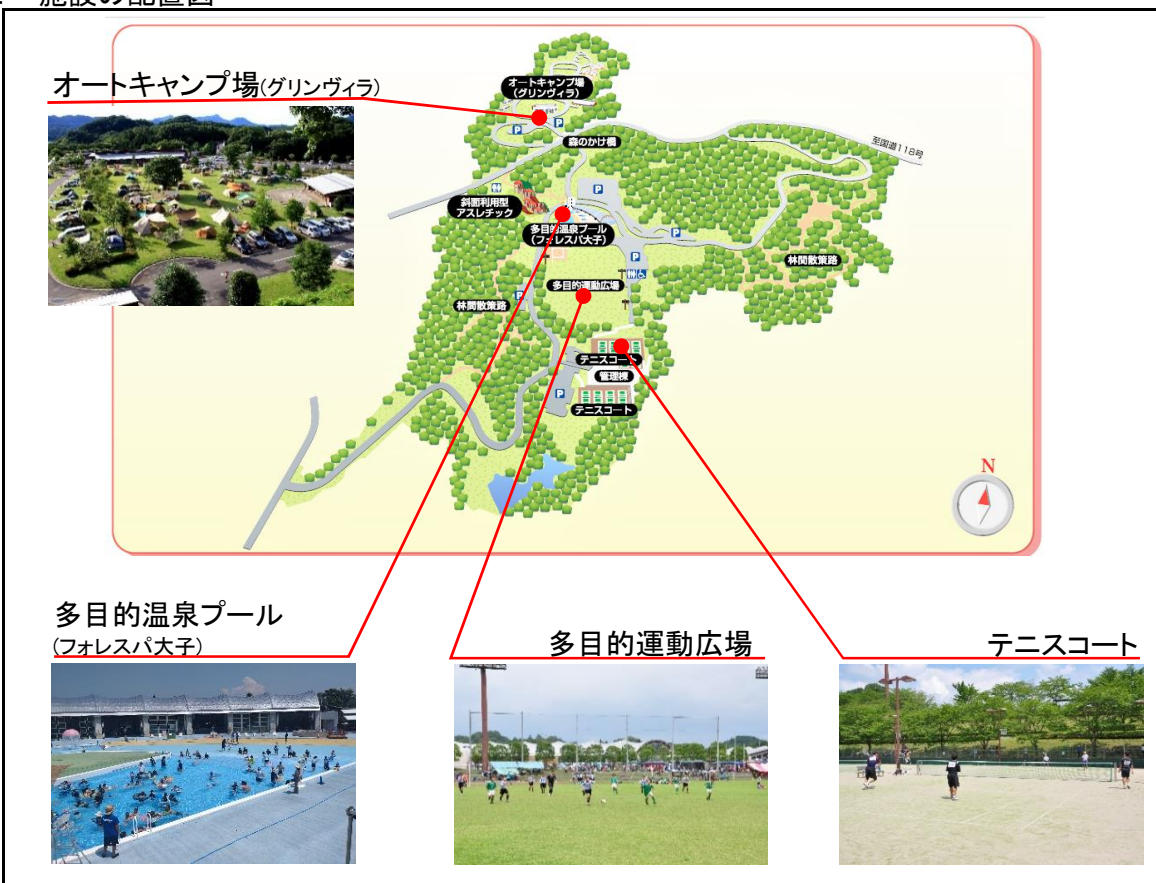 施設の配置図
オートキャンプ場(グリンヴィラ)
オートキャンプ場
(グリンヴィラ)
P
P
P
森のかけ橋
至国道118号
斜面利用型
アスレチック
P
多目的温泉プール
(フォレスパ大子)
P
P
林間散策路
多目的運動広場
林間散策路
P
テニスコート
管理棟
P
テニスコート
N
多目的温泉プール
(フォレスパ大子)
多目的運動広場
テニスコート